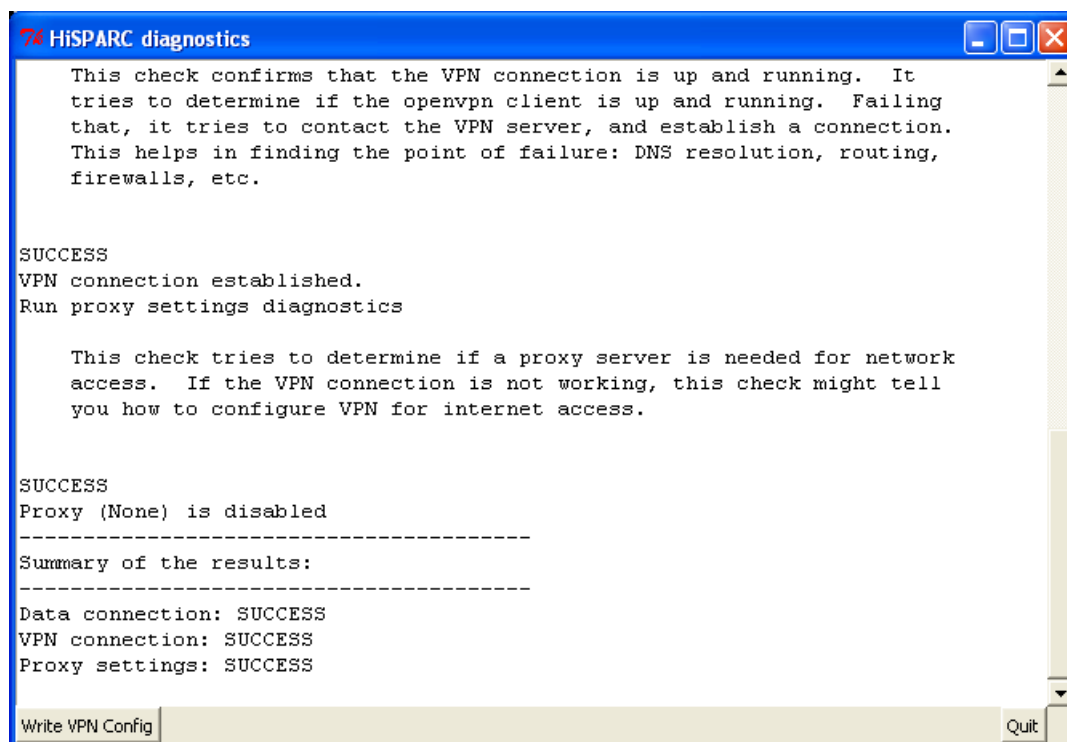 HiSPARC diagnostics
This check confirms that the VPN connection is up and running.  It
tries to determine if the openvpn client is up and running.  Failing
that, it tries to contact the VPN server, and establish a connection.
This helps in finding the point of failure: DNS resolution, routing,
firewalls, etc.
SUCCESS
VPN connection established.
Run proxy settings diagnostics
This check tries to determine if a proxy server is needed for network
access.  If the VPN connection is not working, this check might tell
you how to configure VPN for internet access.
SUCCESS
Proxy (None) is disabled
----------------------------------------
Summary of the results:
----------------------------------------
Data connection: SUCCESS
VPN connection: SUCCESS
Proxy settings: SUCCESS
Write VPN Config Quit